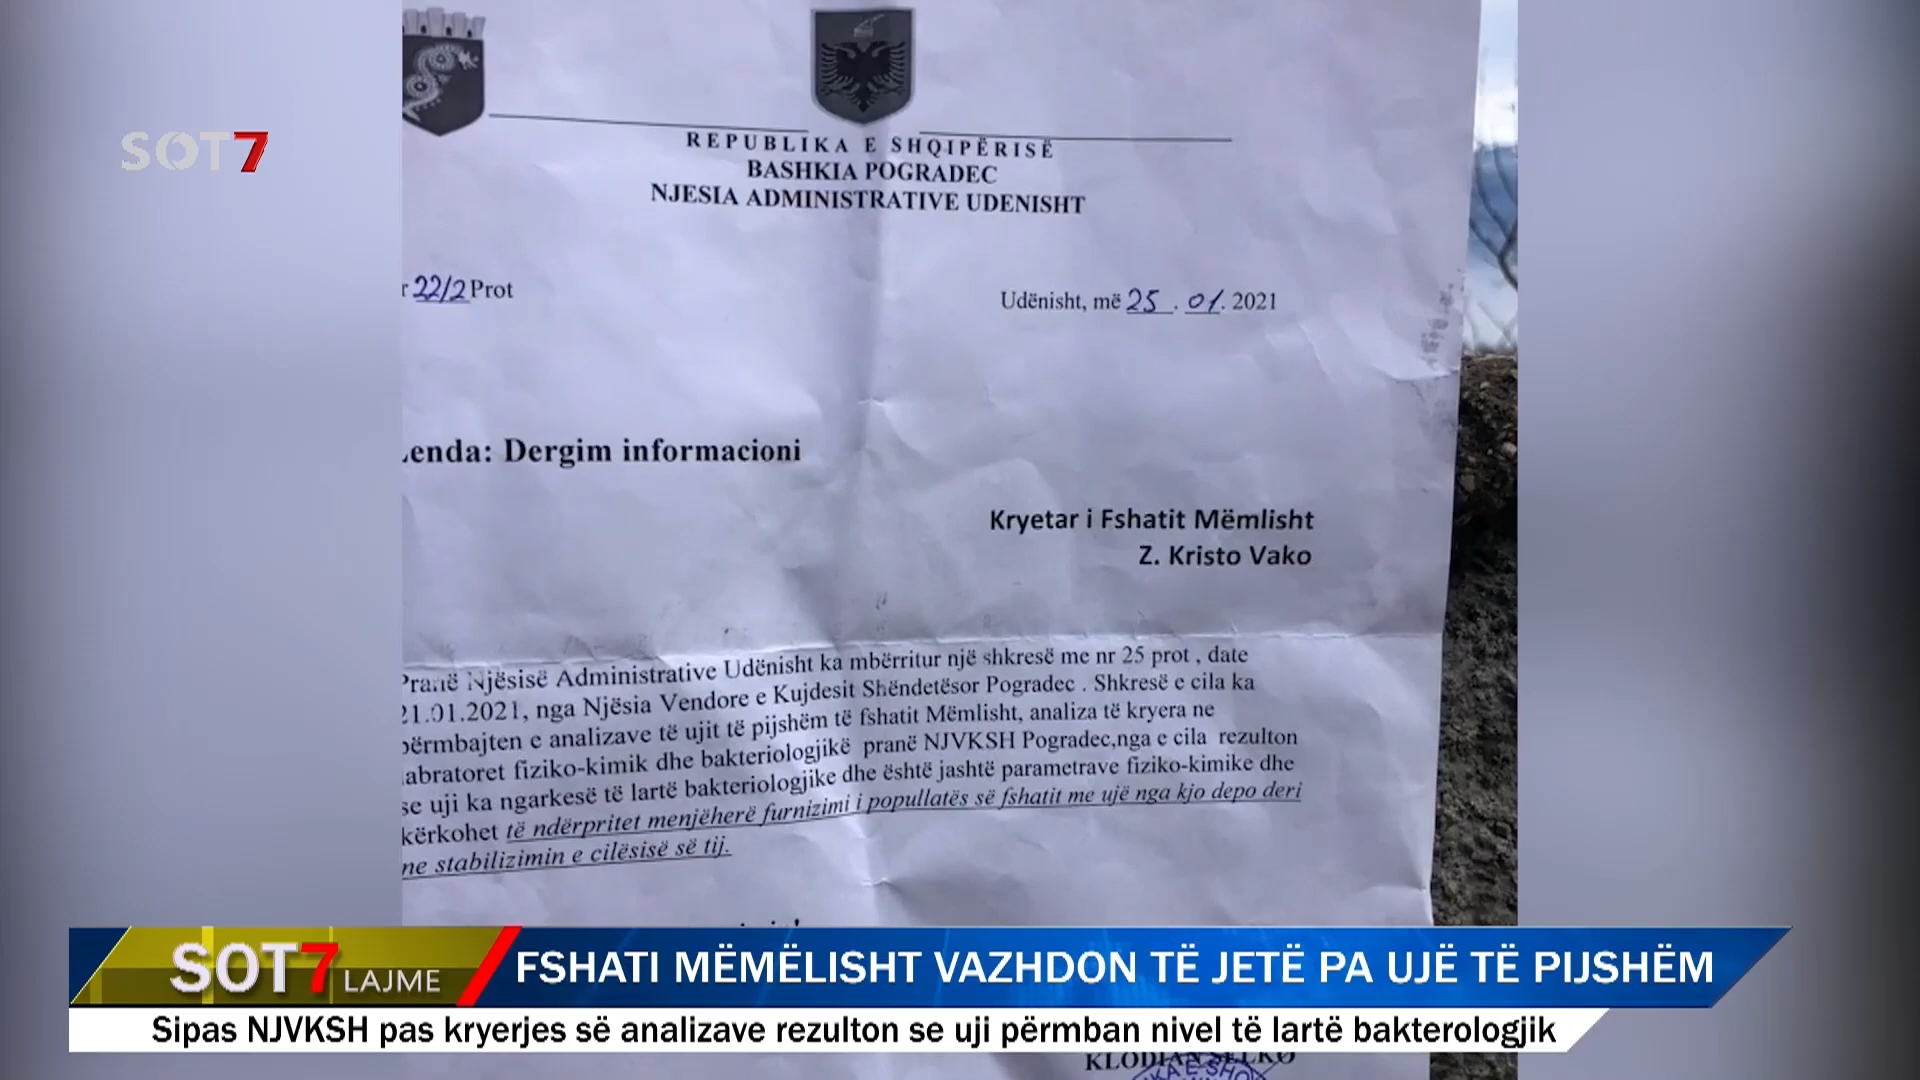 SOT7
REPUBLIKA E SHQIPËRISË
BASHKIA POGRADEC
NJESIA ADMINISTRATIVE UDENISHT
r 22/2 Prot
Udënisht, më 25 . 01. 2021
Lenda: Dergim informacioni
Kryetar i Fshatit Mëmlisht
Z. Kristo Vako
Pranë Njësisë Administrative Udënisht ka mbërritur një shkresë me nr 25 prot , date
21.01.2021, nga Njësia Vendore e Kujdesit Shëndetësor Pogradec . Shkresë e cila ka
përmbajten e analizave të ujit të pijshëm të fshatit Mëmlisht, analiza të kryera ne
labratoret fiziko-kimik dhe bakteriologjikë pranë NJVKSH Pogradec,nga e cila rezulton
se uji ka ngarkesë të lartë bakteriologjike dhe është jashtë parametrave fiziko-kimike dhe
kërkohet të ndërpritet menjëherë furnizimi i popullatës së fshatit me ujë nga kjo depo deri
ne stabilizimin e cilësisë së tij.
SOT7 LAJME
FSHATI MËMËLISHT VAZHDON TË JETË PA UJË TË PIJSHËM
Sipas NJVKSH pas kryerjes së analizave rezulton se uji përmban nivel të lartë bakterologjik
KLODIAN SELKO